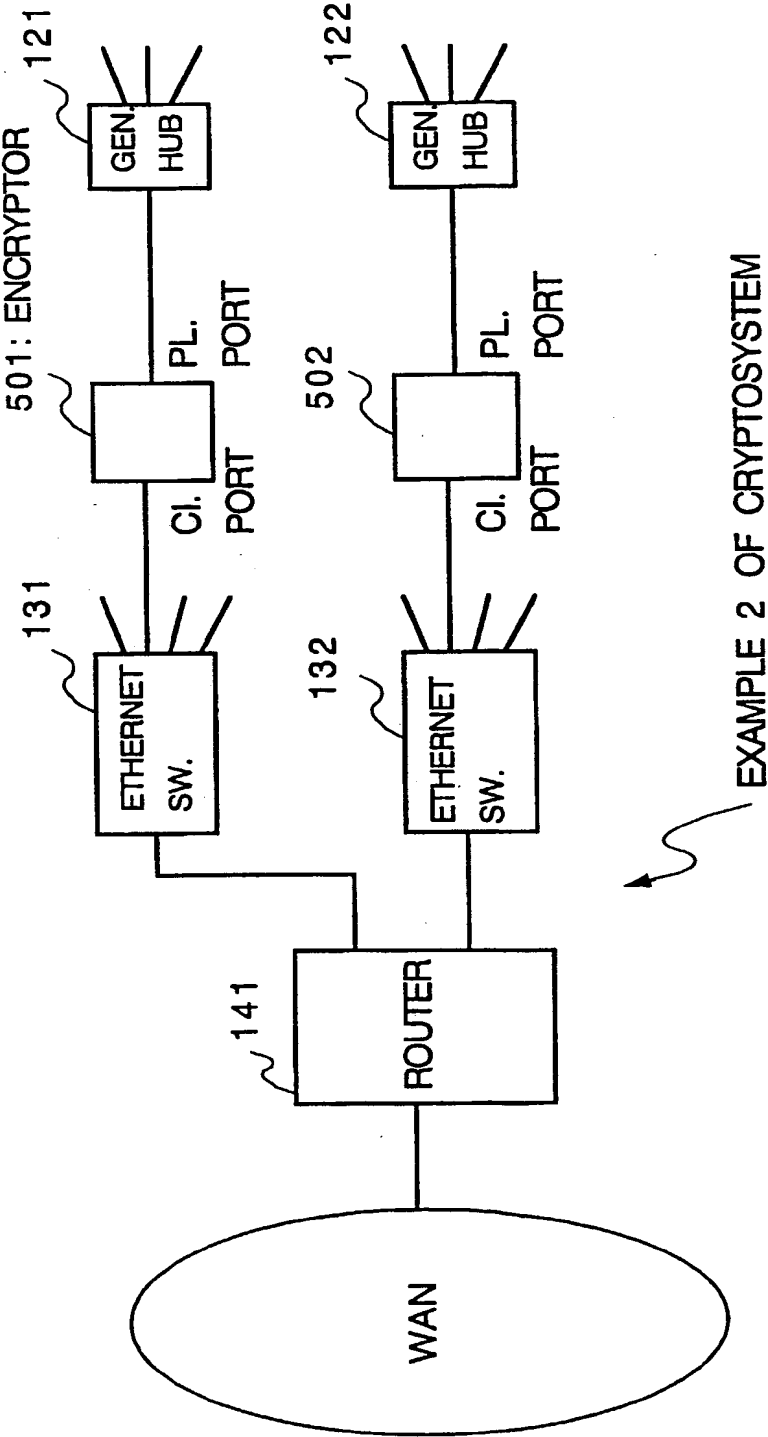 501: ENCRYPTOR
121
131
ETHERNET
SW.
CI.
PORT
PL.
PORT
GEN.
HUB
141
ROUTER
WAN
132
502
122
ETHERNET
SW.
CI.
PORT
PL.
PORT
GEN.
HUB
EXAMPLE 2 OF CRYPTOSYSTEM